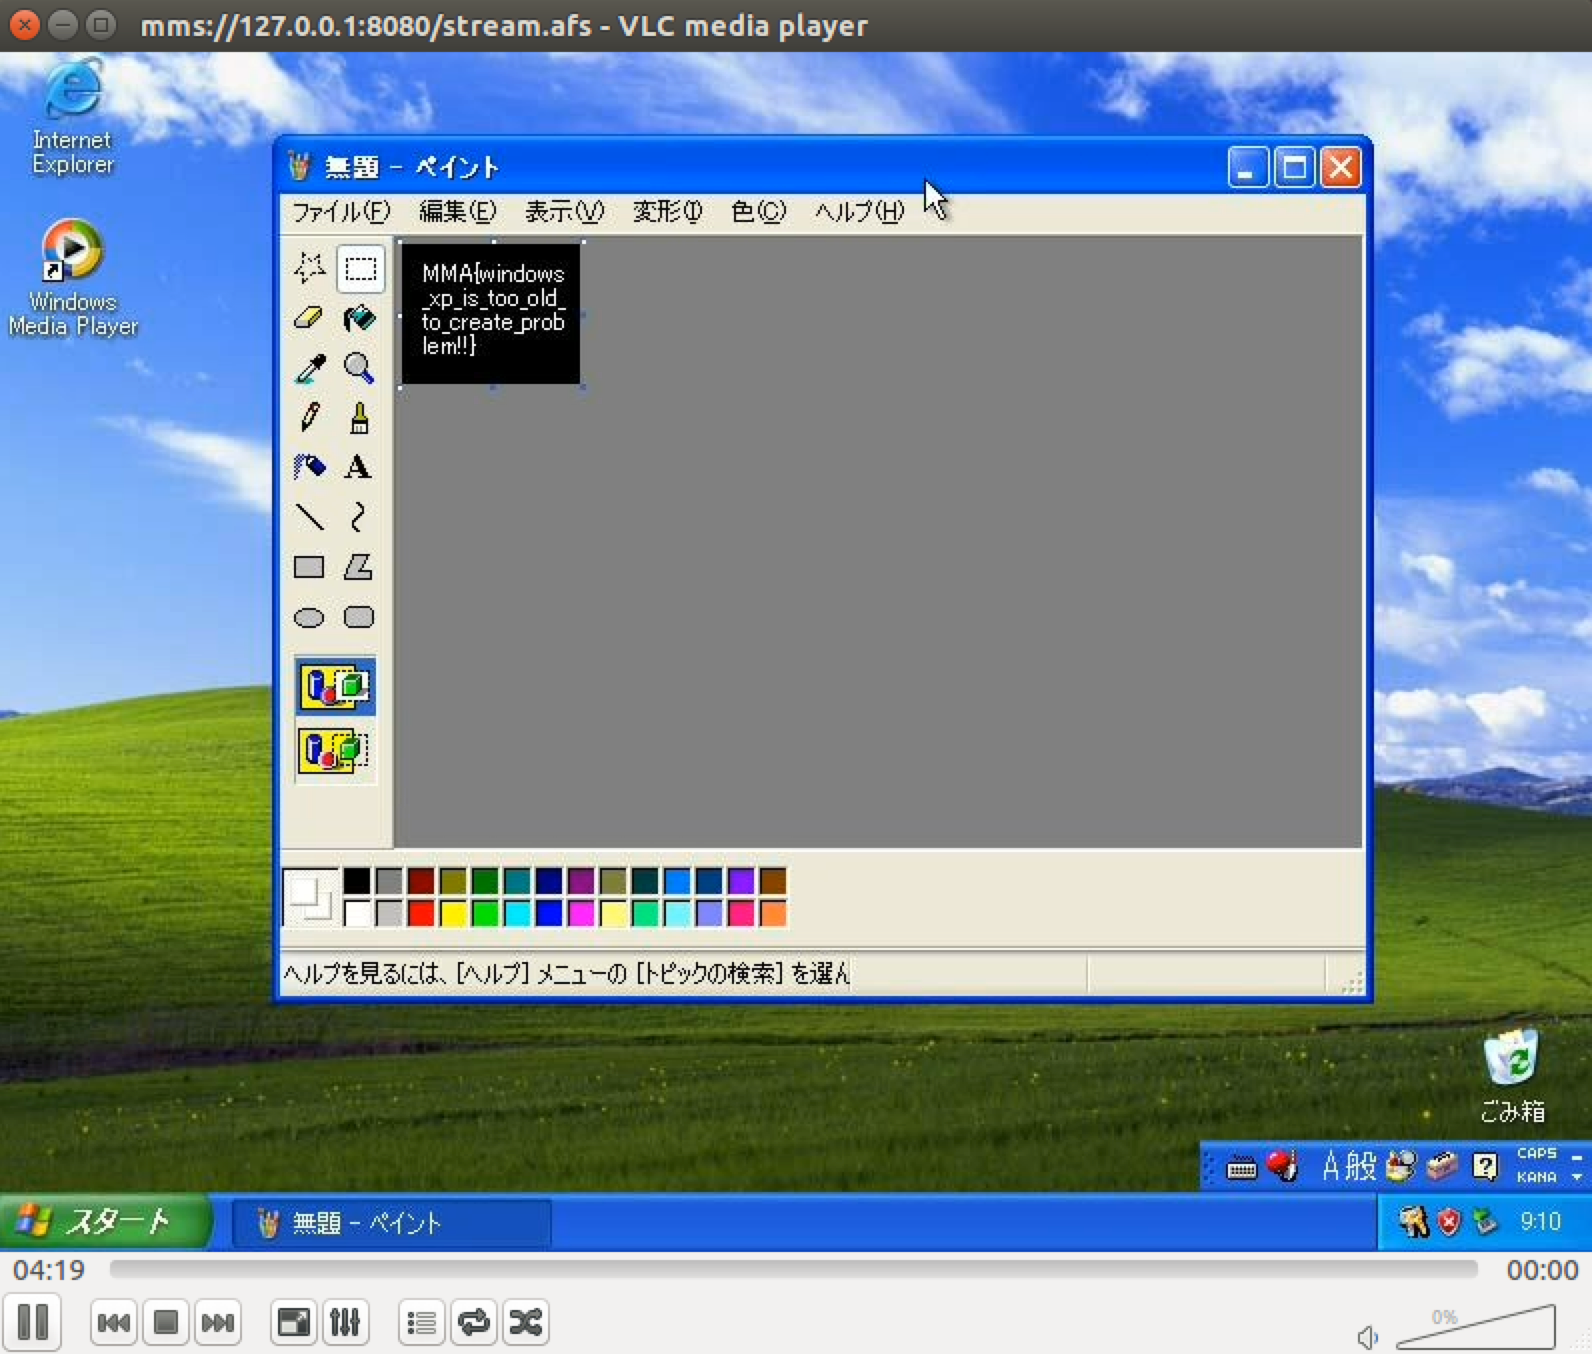 mms://127.0.0.1:8080/stream.afs - VLC media player
Internet
Explorer
Windows
Media Player
無題 - ペイント
ファイル(F) 編集(E) 表示(V) 変形(I) 色(C) ヘルプ(H)
MMA{windows
_xp_is_too_old_
to_create_prob
lem!!}
A
ヘルプを見るには、[ヘルプ] メニューの [トピックの検索] を選ん
ごみ箱
A 般
CAPS
KANA
スタート
無題 - ペイント
9:10
04:19
00:00
0%